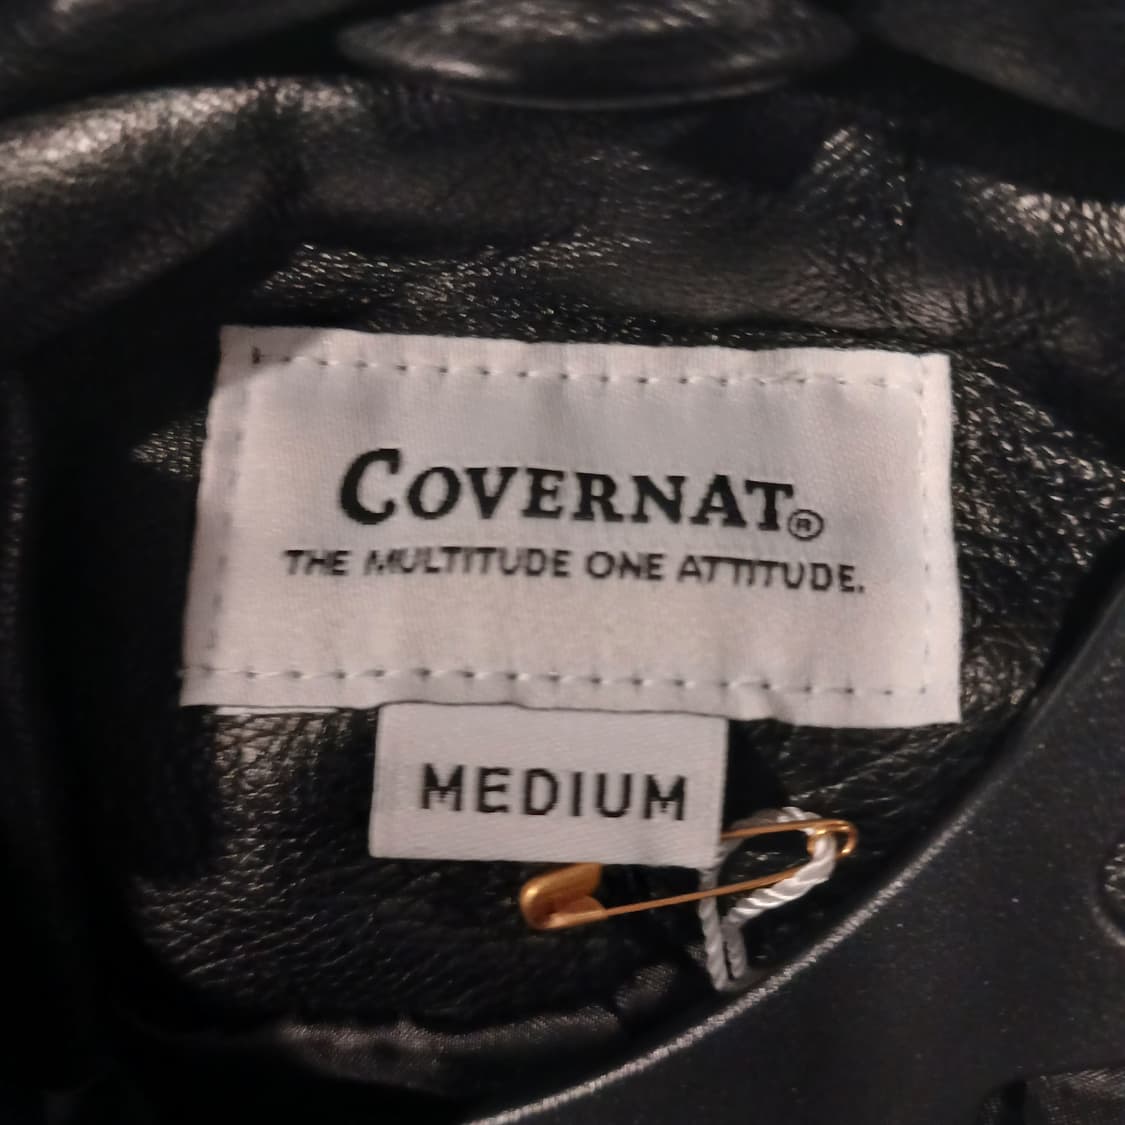 COVERNAT®
THE MULTITUDE ONE ATTITUDE.
MEDIUM